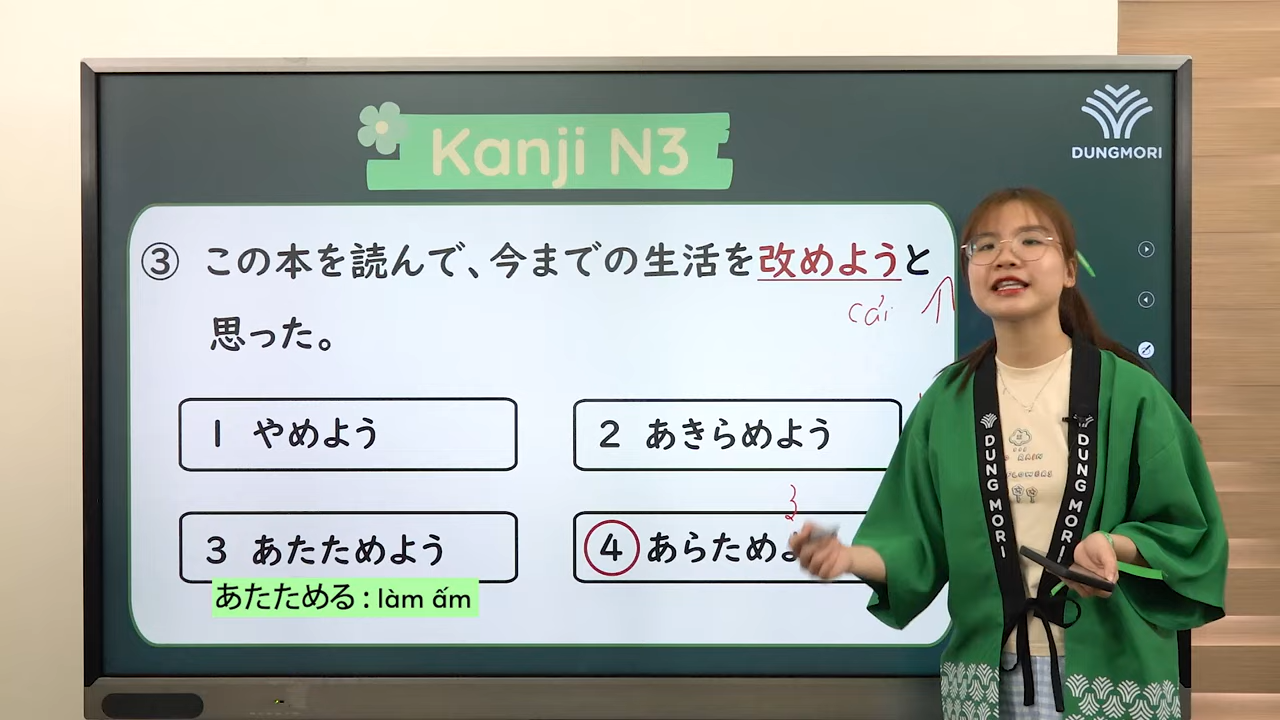 Kanji N3
DUNGMORI
③ この本を読んで、今までの生活を改めようと
思った。
cải
1 やめよう
2 あきらめよう
3 あたためよう
4 あらためよ
あたためる : làm ấm
DUNG MORI
DUNG MORI
RAIN
FLOWERS